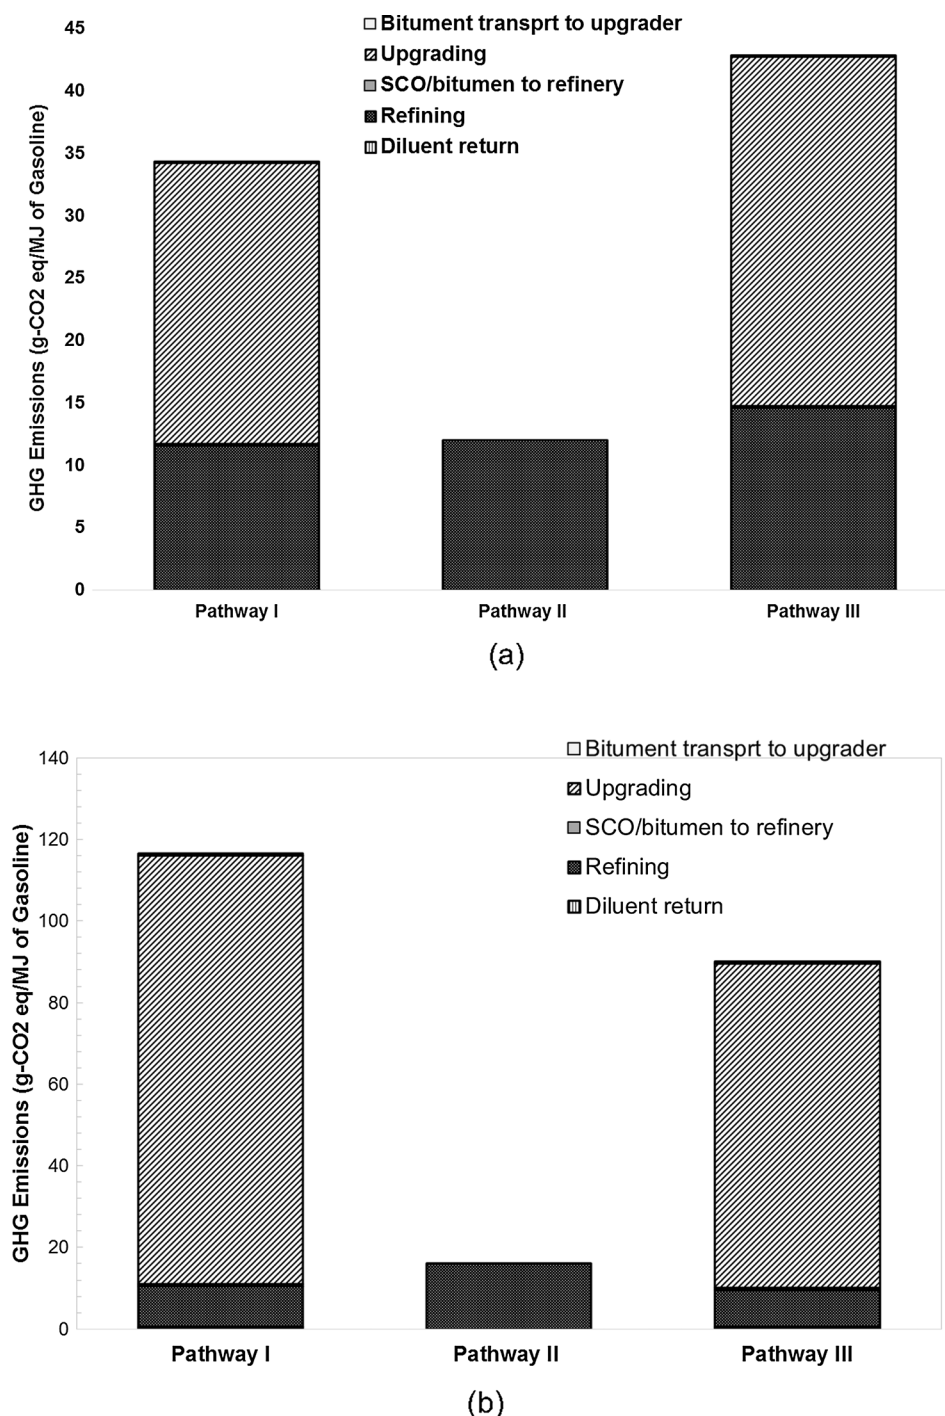 Bitument transprt to upgrader
Upgrading
SCO/bitumen to refinery
Refining
Diluent return
GHG Emissions (g-CO2 eq/MJ of Gasoline)
45
40
35
30
25
20
15
10
5
0
Pathway I Pathway II Pathway III
(a)
Bitument transprt to upgrader
Upgrading
SCO/bitumen to refinery
Refining
Diluent return
GHG Emissions (g-CO2 eq/MJ of Gasoline)
140
120
100
80
60
40
20
0
Pathway I Pathway II Pathway III
(b)